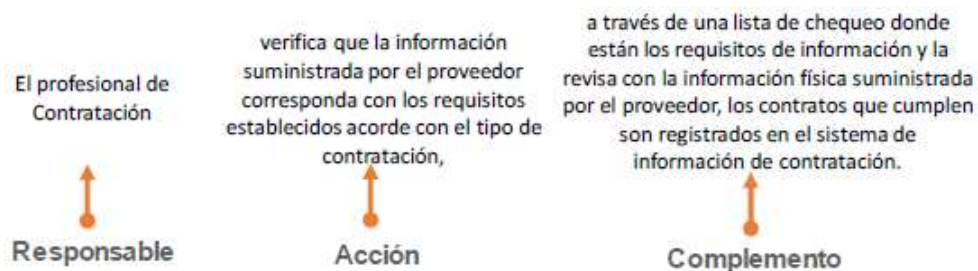 El profesional de
Contratación
verifica que la información
suministrada por el proveedor
corresponda con los requisitos
establecidos acorde con el tipo de
contratación,
a través de una lista de chequeo donde
están los requisitos de información y la
revisa con la información física suministrada
por el proveedor, los contratos que cumplen
son registrados en el sistema de
información de contratación.
Responsable
Acción
Complemento